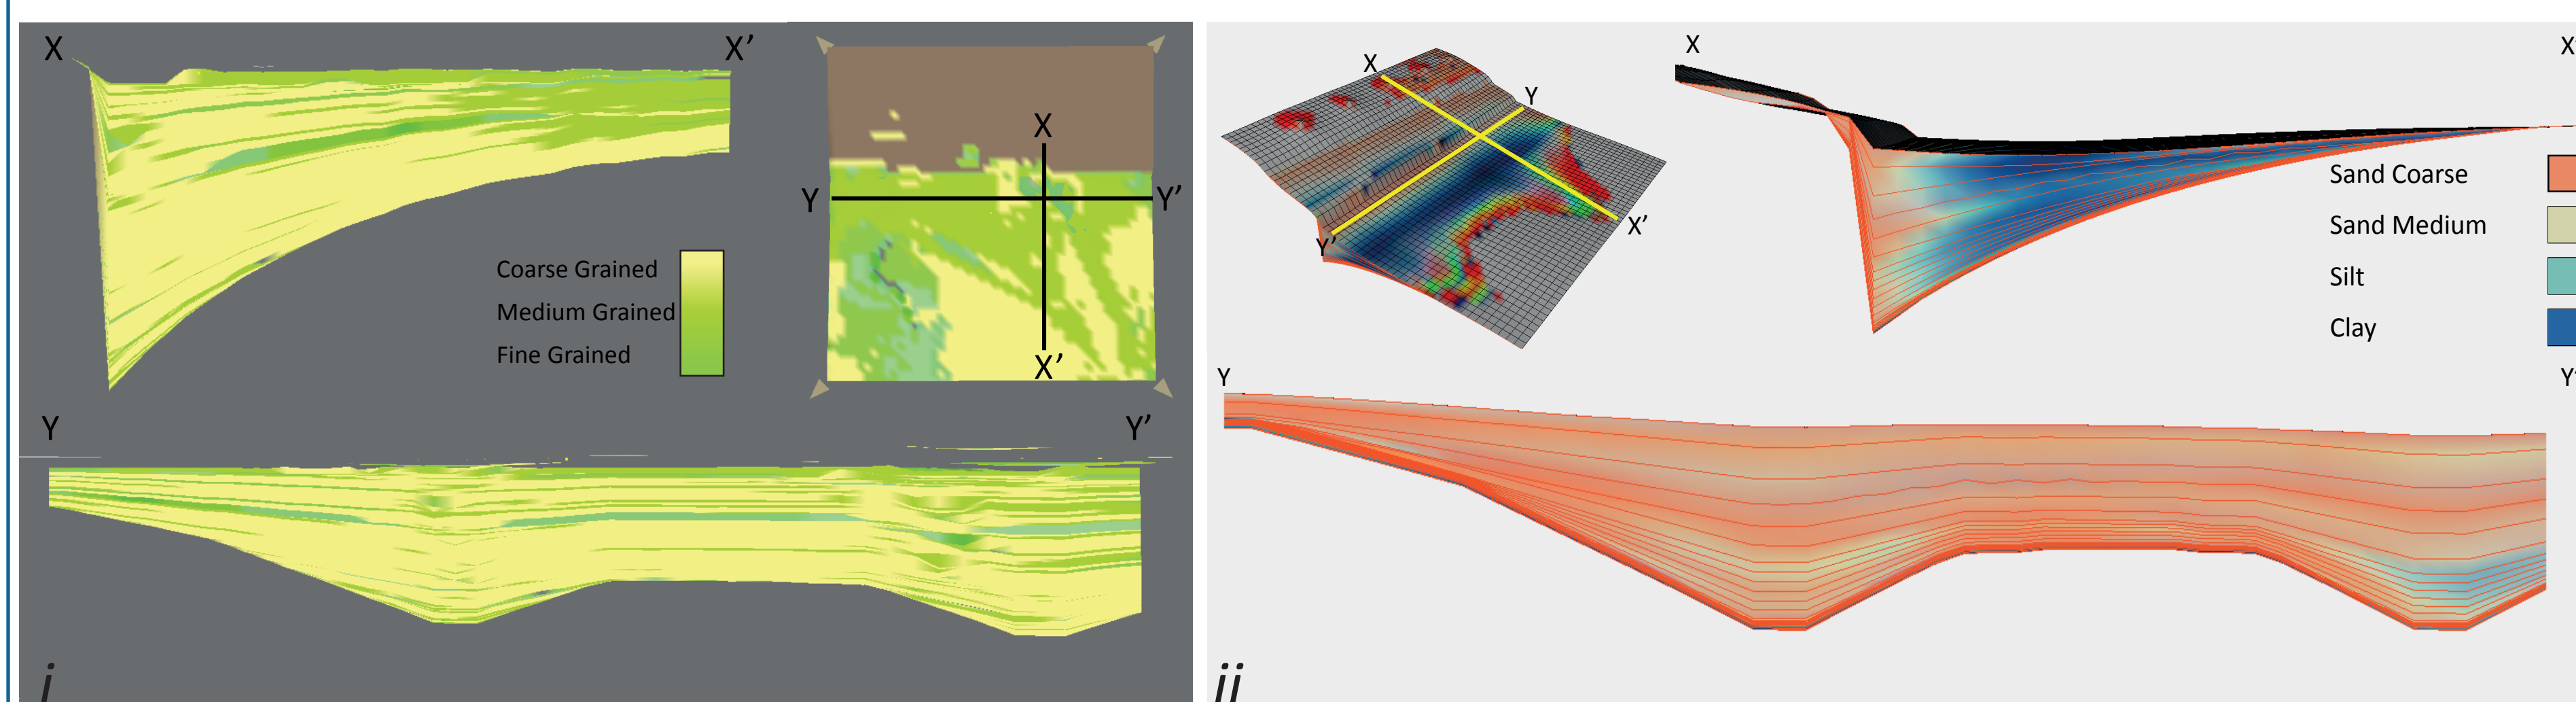 X X’
X
Coarse Grained
Medium Grained
Fine Grained
Y Y’
X’
Y Y’
i
X
Y
X’
Y’
X X
Sand Coarse
Sand Medium
Silt
Clay
Y Y’
ii